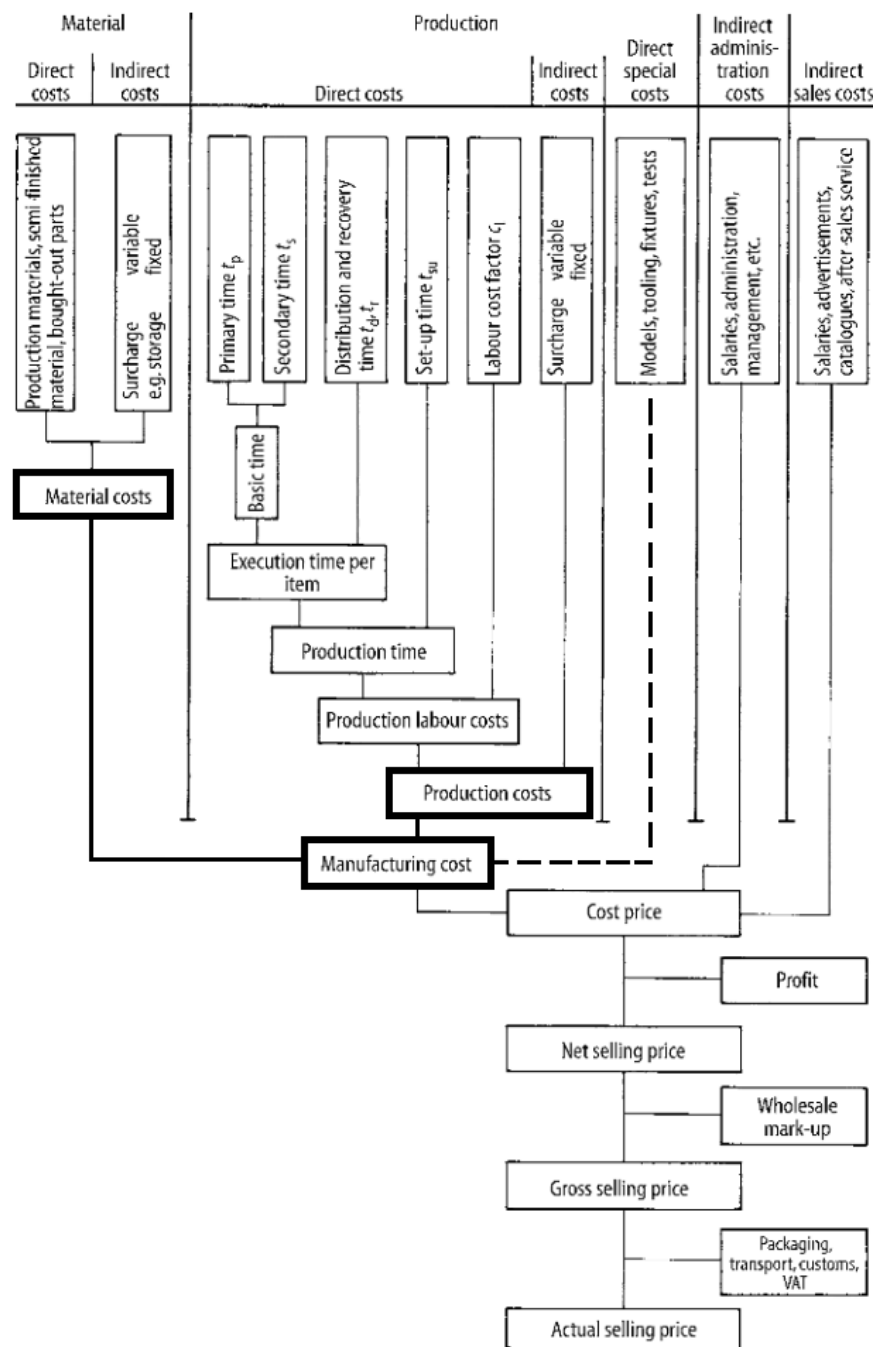 Material
Production
Indirect
adminis-
tration
costs
Direct
special
costs
Direct
costs
Indirect
costs
Direct costs
Indirect
costs
Indirect
sales costs
Production materials, semi-finished
material, bought-out parts
Surcharge variable
e.g. storage fixed
Primary time tp
Secondary time ts
Distribution and recovery
time td, tr
Set-up time tsu
Labour cost factor cl
Surcharge variable
fixed
Models, tooling, fixtures, tests
Salaries, administration,
management, etc.
Salaries, advertisements,
catalogues, after-sales service
Basic time
Material costs
Execution time per
item
Production time
Production labour costs
Production costs
Manufacturing cost
Cost price
Profit
Net selling price
Wholesale
mark-up
Gross selling price
Packaging,
transport, customs,
VAT
Actual selling price